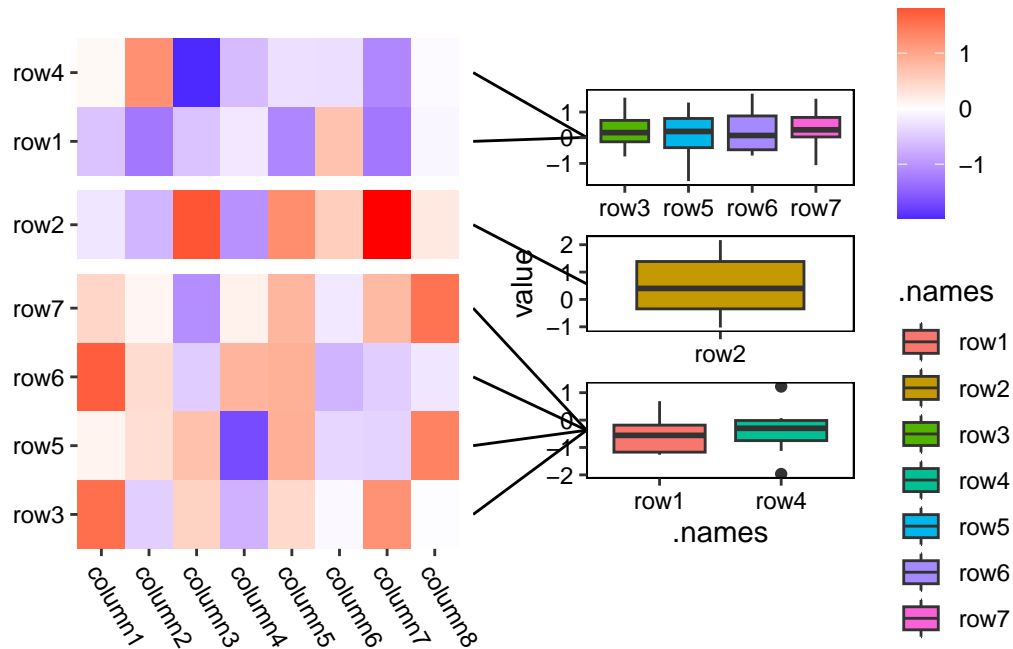 row4
row1
row2
row7
row6
row5
row3
column1
column2
column3
column4
column5
column6
column7
column8
value
1
0
−1
row3 row5 row6 row7
2
1
0
−1
row2
1
0
−1
−2
row1 row4
.names
1
0
−1
.names
row1
row2
row3
row4
row5
row6
row7